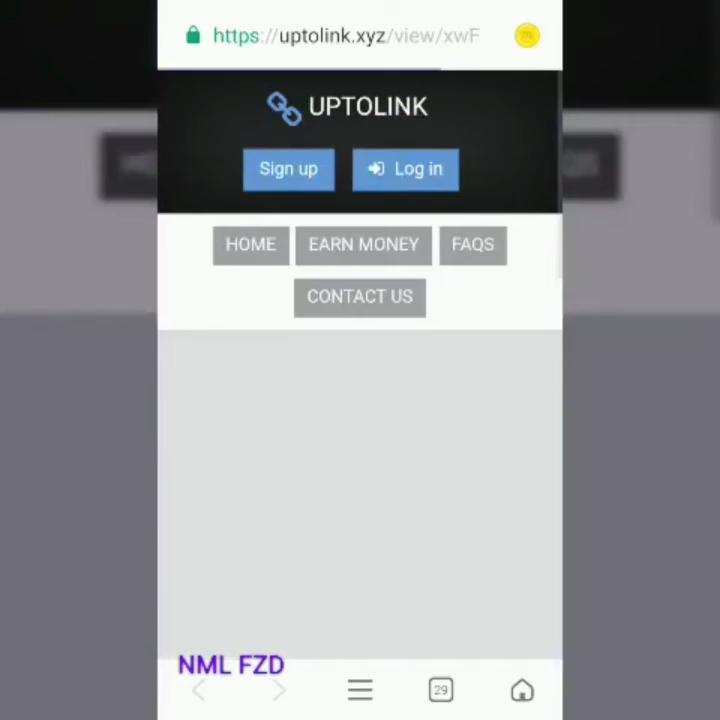 https://uptolink.xyz/view/xwF
UPTOLINK
Sign up
Log in
HOME
EARN MONEY
FAQS
CONTACT US
NML FZD
29